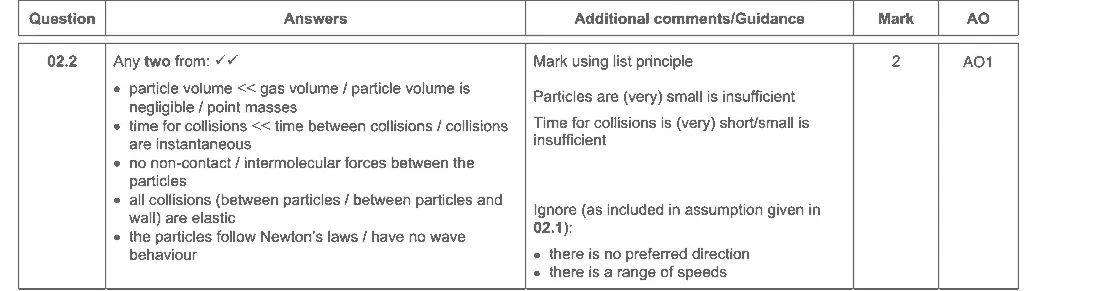 Question Answers Additional comments/Guidance Mark AO
02.2 Any two from: ✓✓ Mark using list principle 2 AO1
• particle volume << gas volume / particle volume is
negligible / point masses
• time for collisions << time between collisions / collisions
are instantaneous
• no non-contact / intermolecular forces between the
particles
• all collisions (between particles / between particles and
wall) are elastic
• the particles follow Newton's laws / have no wave
behaviour
Particles are (very) small is insufficient
Time for collisions is (very) short/small is
insufficient
Ignore (as included in assumption given in
02.1):
• there is no preferred direction
• there is a range of speeds